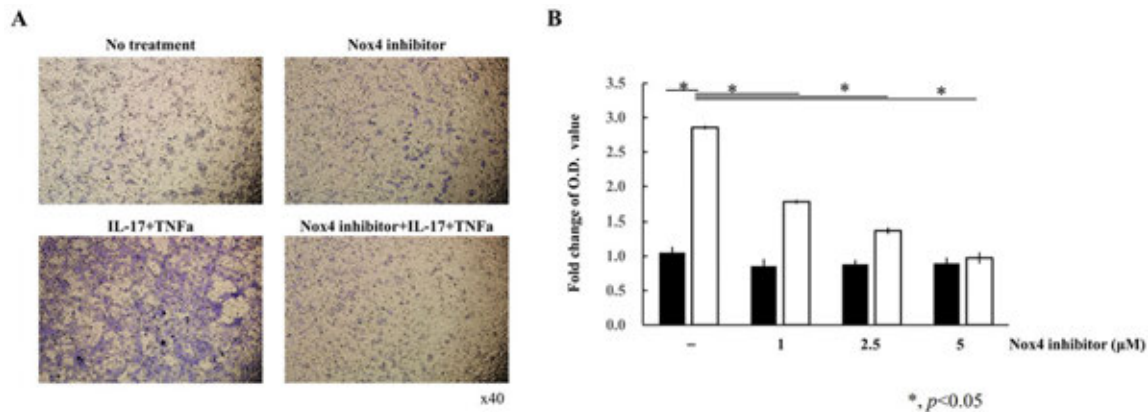 A
No treatment
Nox4 inhibitor
IL-17+TNFa
Nox4 inhibitor+IL-17+TNFa
x40
B
Fold change of O.D. value
3.5
3.0
2.5
2.0
1.5
1.0
0.5
0.0
* * * *
– 1 2.5 5 Nox4 inhibitor (μM)
*, p<0.05